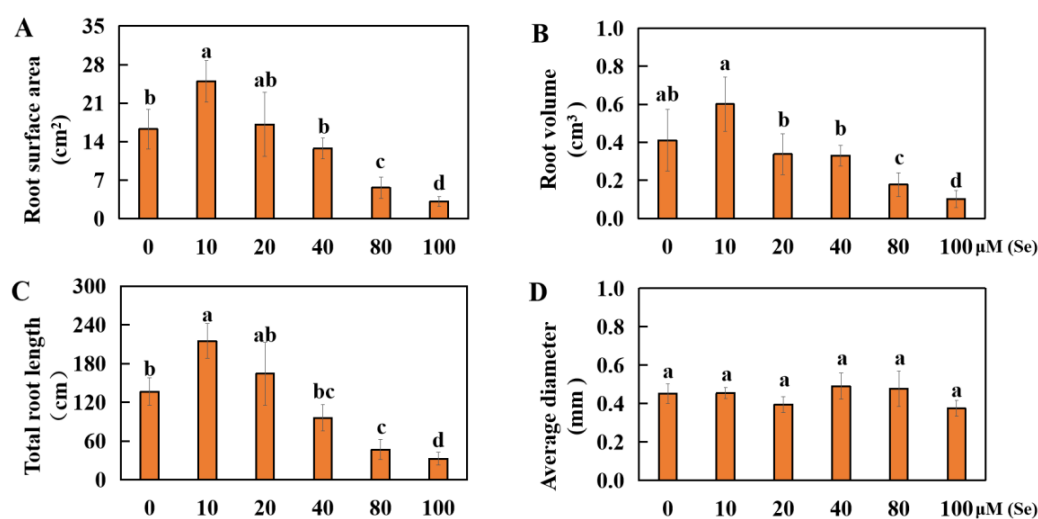 A
Root surface area
(cm²)
35
28
21
14
7
0
b
a
ab
b
c
d
0 10 20 40 80 100
B
Root volume
(cm³)
1.0
0.8
0.6
0.4
0.2
0.0
ab
a
b
b
c
d
0 10 20 40 80 100 μM (Se)
C
Total root length
(cm)
300
240
180
120
60
0
b
a
ab
bc
c
d
0 10 20 40 80 100
D
Average diameter
(mm)
1.0
0.8
0.6
0.4
0.2
0.0
a
a
a
a
a
a
0 10 20 40 80 100 μM (Se)